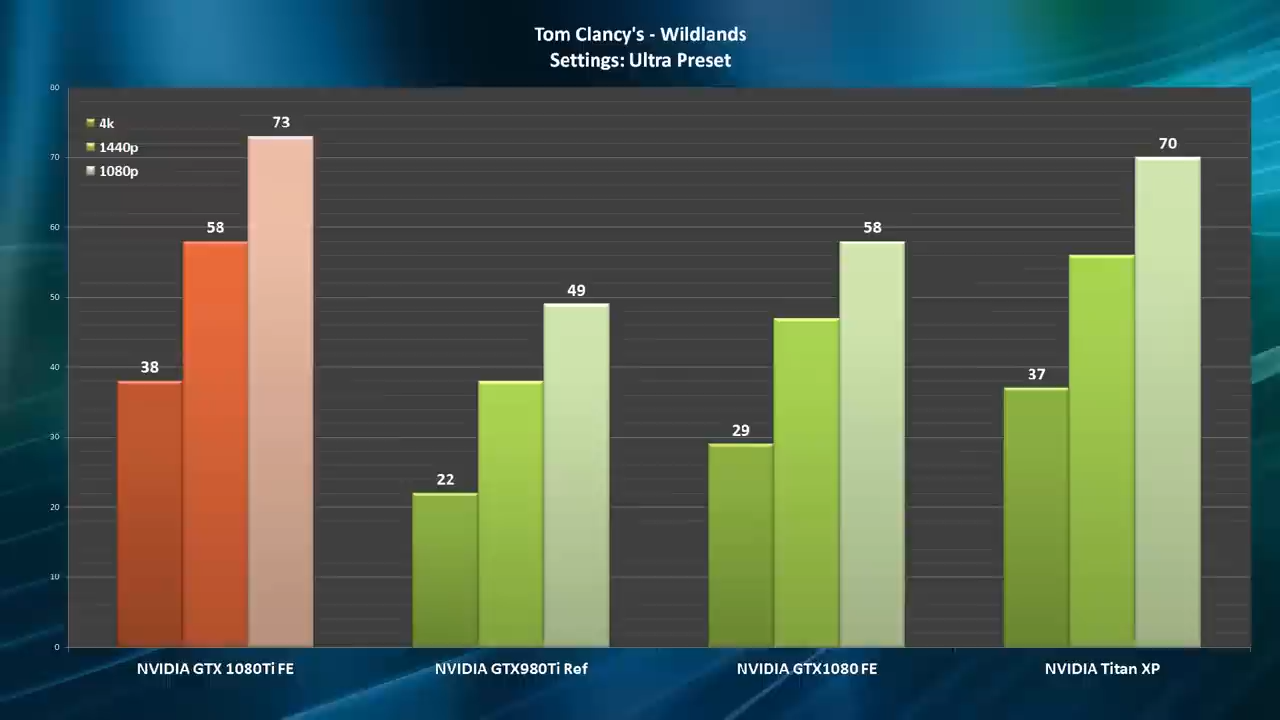 Tom Clancy's - Wildlands
Settings: Ultra Preset
80
70
60
50
40
30
20
10
0
4k
1440p
1080p
38
58
73
22
49
29
58
37
70
NVIDIA GTX 1080Ti FE
NVIDIA GTX980Ti Ref
NVIDIA GTX1080 FE
NVIDIA Titan XP